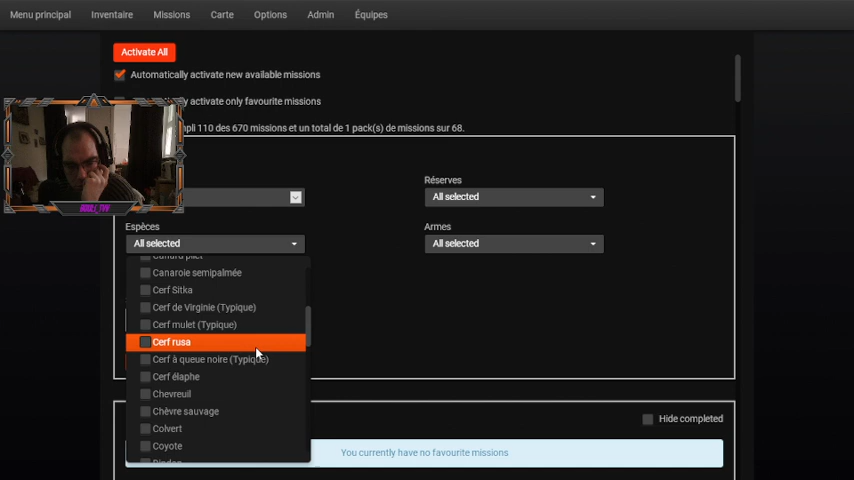 Menu principal Inventaire Missions Carte Options Admin Équipes
Activate All
Automatically activate new available missions
activate only favourite missions
pli 110 des 670 missions et un total de 1 pack(s) de missions sur 68.
Réserves
All selected
Espèces
All selected
Armes
All selected
Canard pilet
Canaroie semipalmée
Cerf Sitka
Cerf de Virginie (Typique)
Cerf mulet (Typique)
Cerf rusa
Cerf à queue noire (Typique)
Cerf élaphe
Chevreuil
Chèvre sauvage
Colvert
Coyote
Hide completed
You currently have no favourite missions